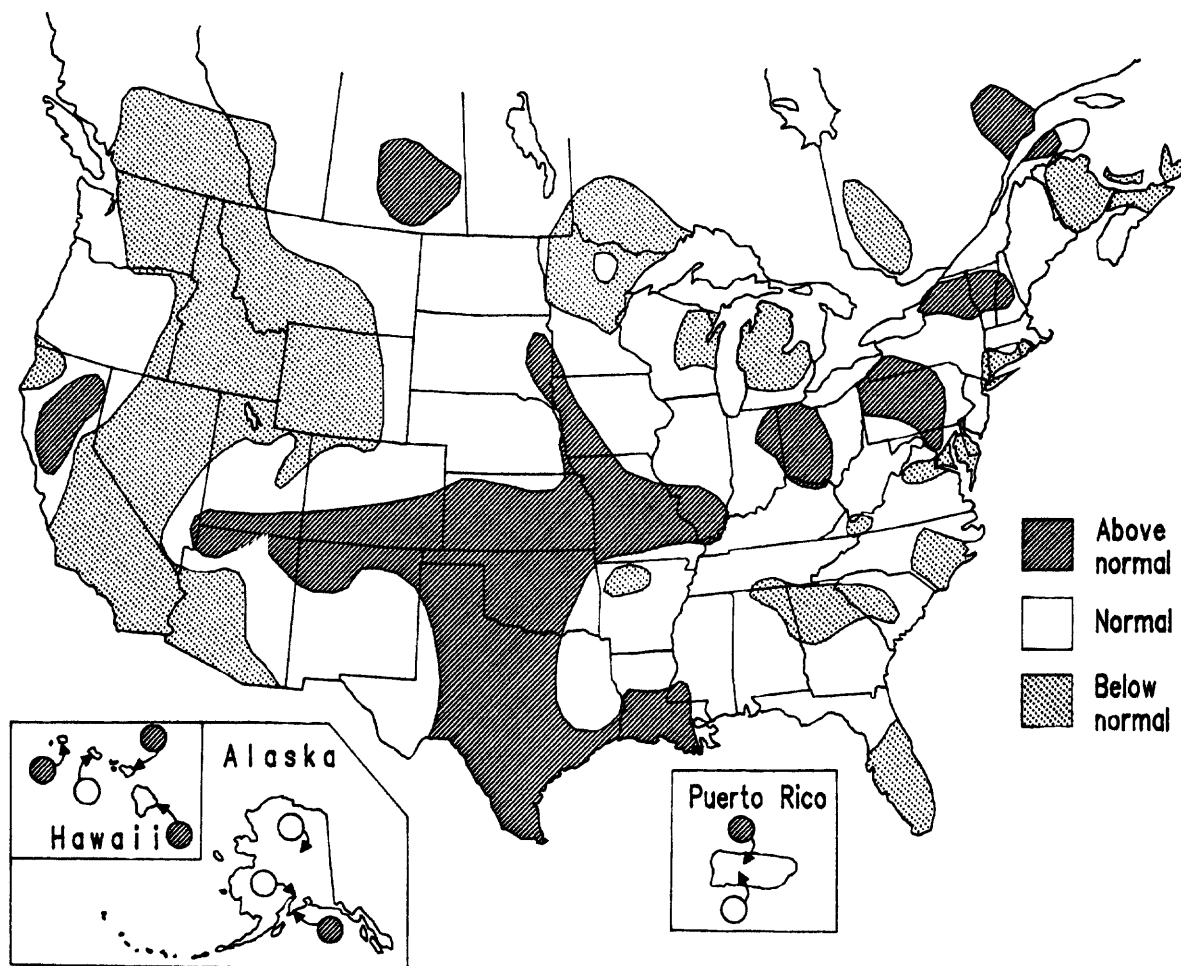 Above
normal
Normal
Below
normal
Alaska
Hawaii
Puerto Rico